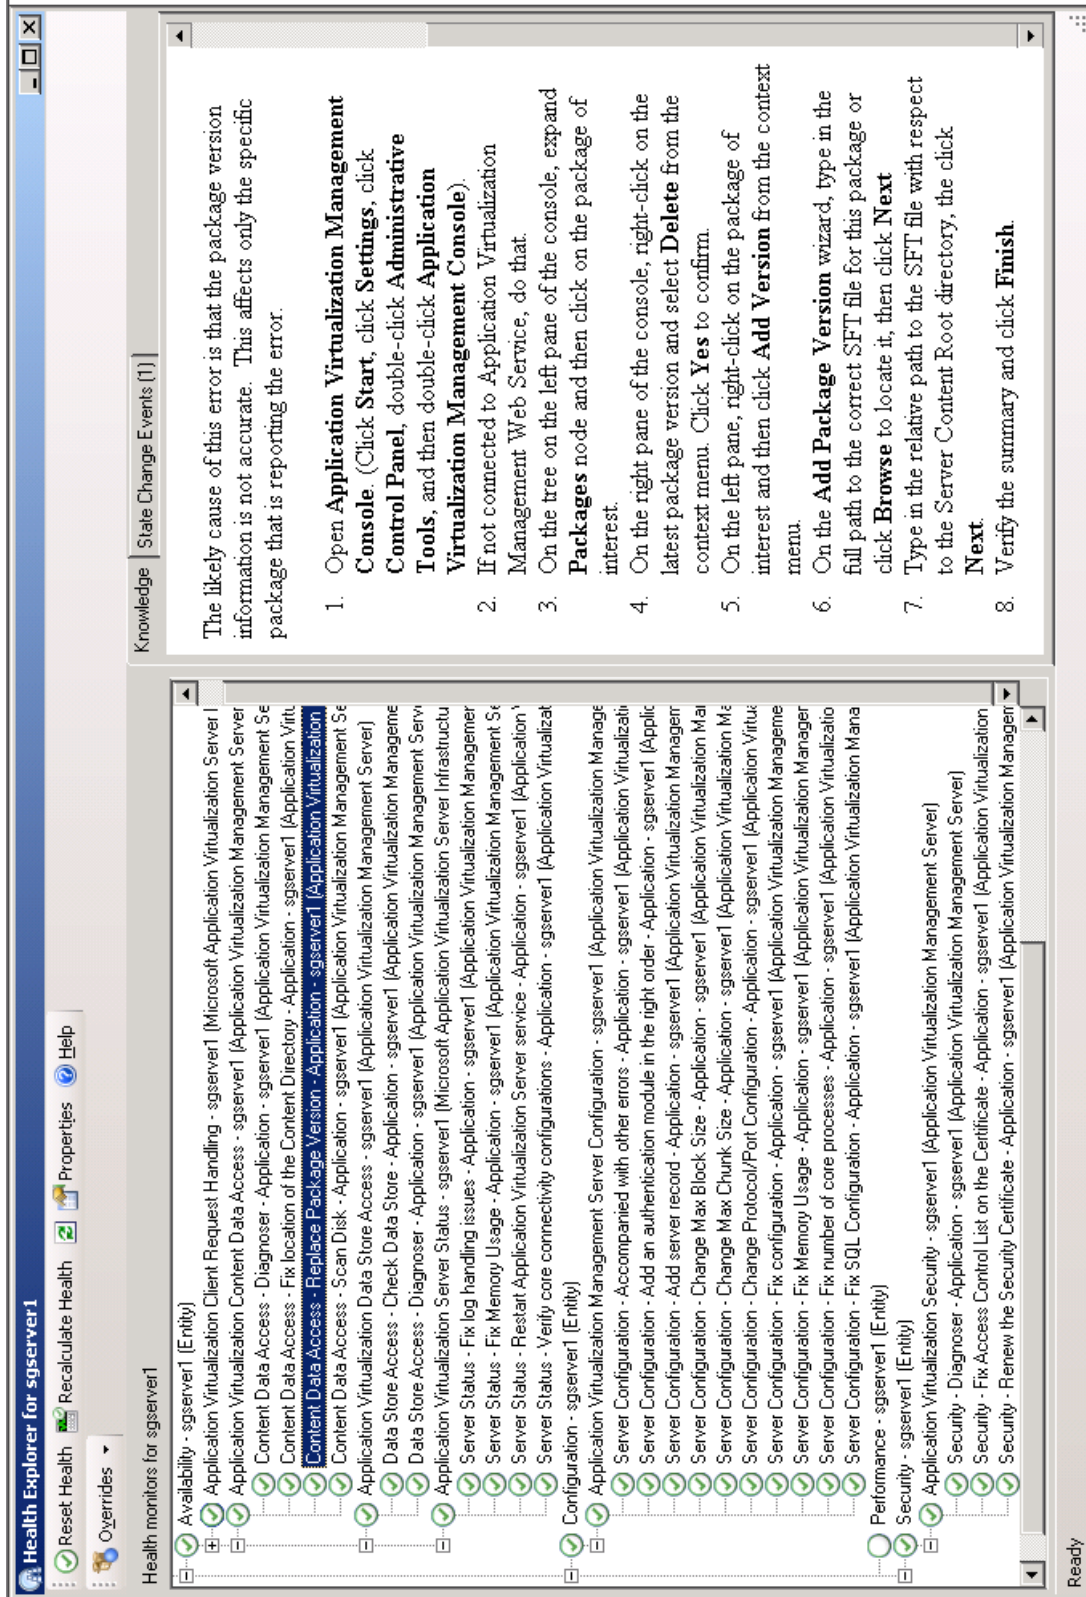 Health Explorer for sgserver1
Reset Health Recalculate Health Properties Help
Overrides
Health monitors for sgserver1
Availability - sgserver1 (Entity)
Application Virtualization Client Request Handling - sgserver1 (Microsoft Application Virtualization Server I
Application Virtualization Content Data Access - sgserver1 (Application Virtualization Management Server
Content Data Access - Diagnoser - Application - sgserver1 (Application Virtualization Management Se
Content Data Access - Fix location of the Content Directory - Application - sgserver1 (Application Virtu
Content Data Access - Replace Package Version - Application - sgserver1 (Application Virtualization
Content Data Access - Scan Disk - Application - sgserver1 (Application Virtualization Management Se
Application Virtualization Data Store Access - sgserver1 (Application Virtualization Management Server)
Data Store Access - Check Data Store - Application - sgserver1 (Application Virtualization Manageme
Data Store Access - Diagnoser - Application - sgserver1 (Application Virtualization Management Serv
Application Virtualization Server Status - sgserver1 (Microsoft Application Virtualization Server Infrastructu
Server Status - Fix log handling issues - Application - sgserver1 (Application Virtualization Managemer
Server Status - Fix Memory Usage - Application - sgserver1 (Application Virtualization Management Se
Server Status - Restart Application Virtualization Server service - Application - sgserver1 (Application
Server Status - Verify core connectivity configurations - Application - sgserver1 (Application Virtualizat
Configuration - sgserver1 (Entity)
Application Virtualization Management Server Configuration - sgserver1 (Application Virtualization Manage
Server Configuration - Accompanied with other errors - Application - sgserver1 (Application Virtualizati
Server Configuration - Add an authentication module in the right order - Application - sgserver1 (Applic
Server Configuration - Add server record - Application - sgserver1 (Application Virtualization Managem
Server Configuration - Change Max Block Size - Application - sgserver1 (Application Virtualization Mai
Server Configuration - Change Max Chunk Size - Application - sgserver1 (Application Virtualization Ma
Server Configuration - Change Protocol/Port Configuration - Application - sgserver1 (Application Virtua
Server Configuration - Fix configuration - Application - sgserver1 (Application Virtualization Manageme
Server Configuration - Fix Memory Usage - Application - sgserver1 (Application Virtualization Manager
Server Configuration - Fix number of core processes - Application - sgserver1 (Application Virtualizatio
Server Configuration - Fix SQL Configuration - Application - sgserver1 (Application Virtualization Mana
Performance - sgserver1 (Entity)
Security - sgserver1 (Entity)
Application Virtualization Security - sgserver1 (Application Virtualization Management Server)
Security - Diagnoser - Application - sgserver1 (Application Virtualization Management Server)
Security - Fix Access Control List on the Certificate - Application - sgserver1 (Application Virtualization
Security - Renew the Security Certificate - Application - sgserver1 (Application Virtualization Managem
Knowledge State Change Events (1)
The likely cause of this error is that the package version
information is not accurate. This affects only the specific
package that is reporting the error.
1. Open Application Virtualization Management
Console. (Click Start, click Settings, click
Control Panel, double-click Administrative
Tools, and then double-click Application
Virtualization Management Console).
2. If not connected to Application Virtualization
Management Web Service, do that.
3. On the tree on the left pane of the console, expand
Packages node and then click on the package of
interest.
4. On the right pane of the console, right-click on the
latest package version and select Delete from the
context menu. Click Yes to confirm.
5. On the left pane, right-click on the package of
interest and then click Add Version from the context
menu.
6. On the Add Package Version wizard, type in the
full path to the correct SFT file for this package or
click Browse to locate it, then click Next
7. Type in the relative path to the SFT file with respect
to the Server Content Root directory, the click
Next.
8. Verify the summary and click Finish.
Ready